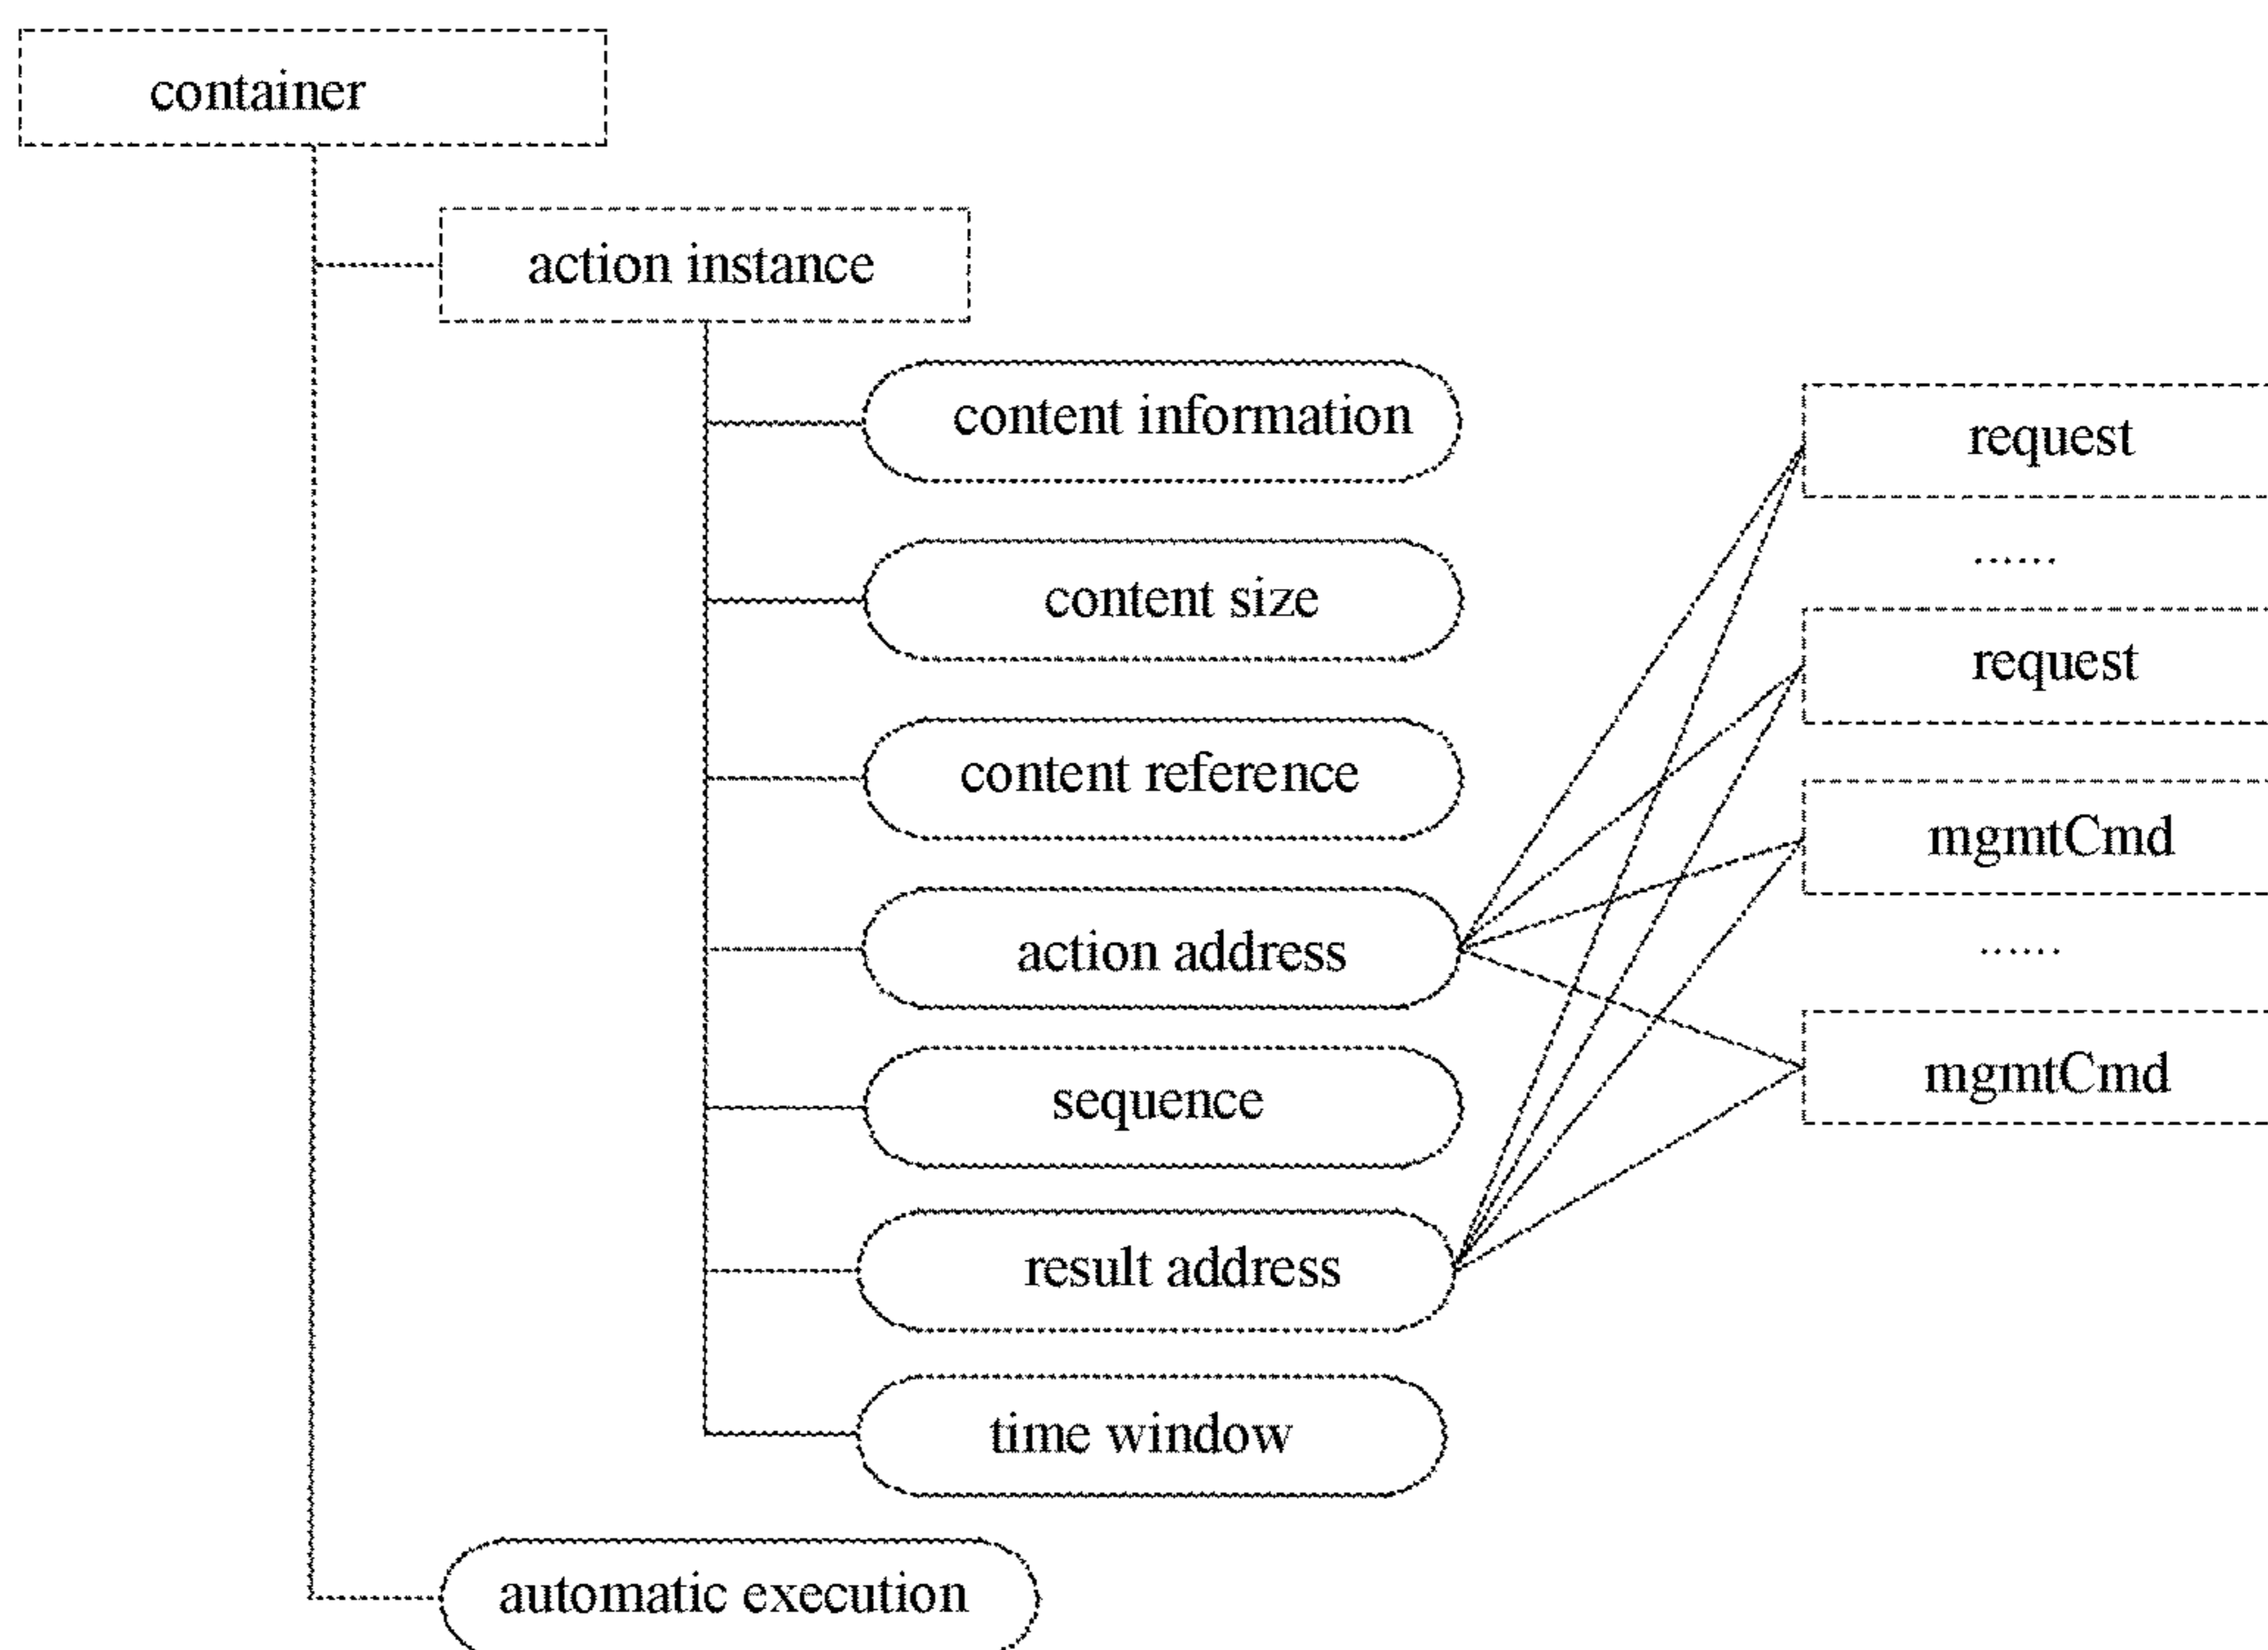 container
action instance
content information
content size
content reference
action address
sequence
result address
time window
automatic execution
request
......
request
mgmtCmd
......
mgmtCmd